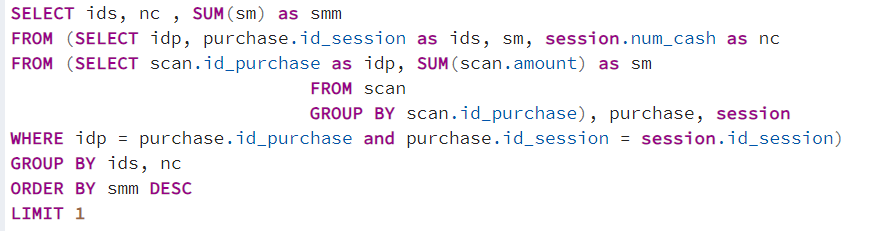 SELECT ids, nc , SUM(sm) as smm
FROM (SELECT idp, purchase.id_session as ids, sm, session.num_cash as nc
FROM (SELECT scan.id_purchase as idp, SUM(scan.amount) as sm
FROM scan
GROUP BY scan.id_purchase), purchase, session
WHERE idp = purchase.id_purchase and purchase.id_session = session.id_session)
GROUP BY ids, nc
ORDER BY smm DESC
LIMIT 1